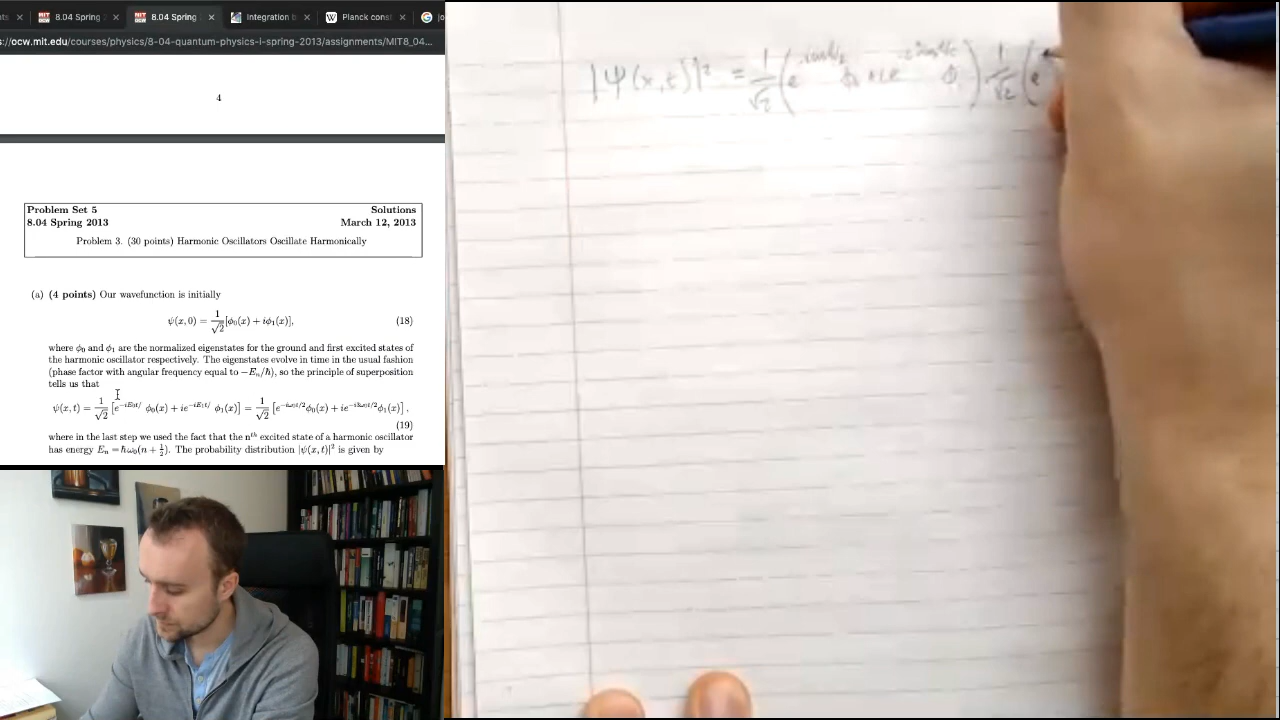 8.04 Spring
8.04 Spring
Integration b
Planck cons
ocw.mit.edu/courses/physics/8-04-quantum-physics-i-spring-2013/assignments/MIT8_04...
4
Problem Set 5 Solutions
8.04 Spring 2013 March 12, 2013
Problem 3. (30 points) Harmonic Oscillators Oscillate Harmonically
(a) (4 points) Our wavefunction is initially
ψ(x, 0) = 1/√2 [ϕ₀(x) + iϕ₁(x)], (18)
where ϕ₀ and ϕ₁ are the normalized eigenstates for the ground and first excited states of
the harmonic oscillator respectively. The eigenstates evolve in time in the usual fashion
(phase factor with angular frequency equal to −Eₙ/ħ), so the principle of superposition
tells us that
ψ(x, t) = 1/√2 [e^{−iE₀t/} ϕ₀(x) + ie^{−iE₁t/} ϕ₁(x)] = 1/√2 [e^{−iω₀t/2}ϕ₀(x) + ie^{−i3ω₀t/2}ϕ₁(x)],
(19)
where in the last step we used the fact that the nᵗʰ excited state of a harmonic oscillator
has energy Eₙ = ħω₀(n + ½). The probability distribution |ψ(x, t)|² is given by
|Ψ(x,t)|² = 1/√2 (e
1/√2 (e